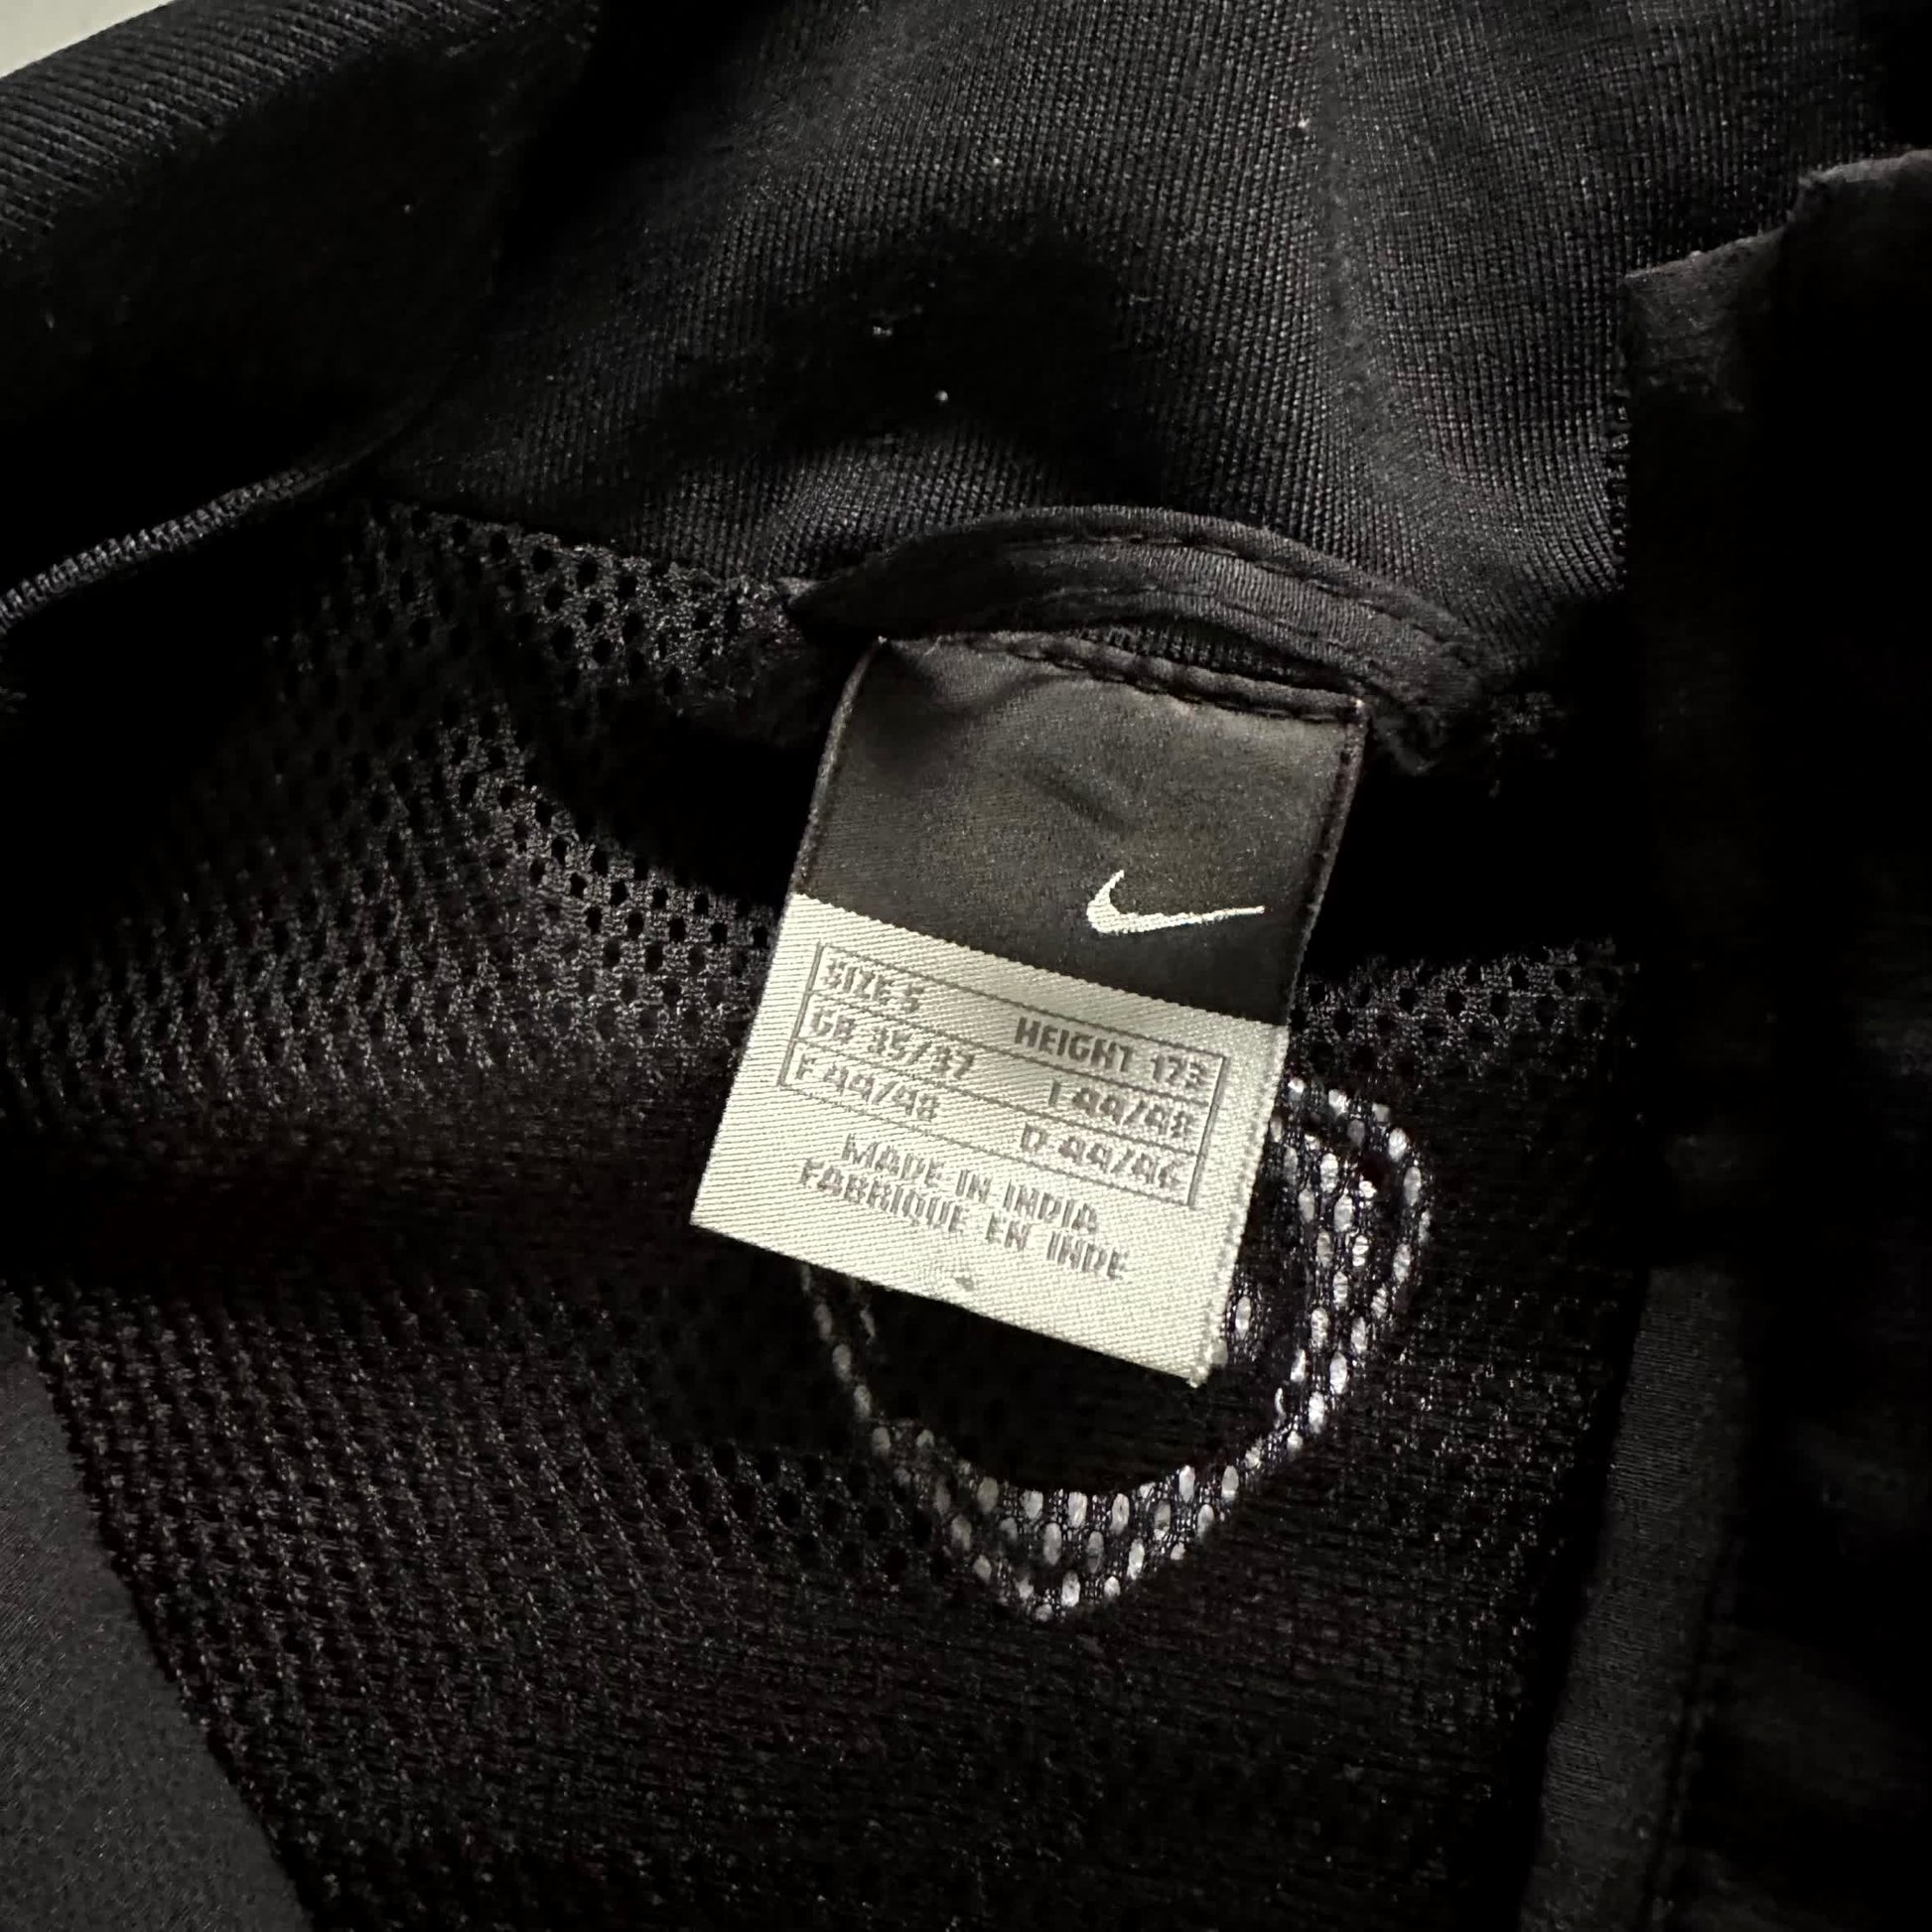 SIZE S HEIGHT 173
GB 35/37 I 44/48
F 44/48 D 44/46
MADE IN INDIA
FABRIQUE EN INDE